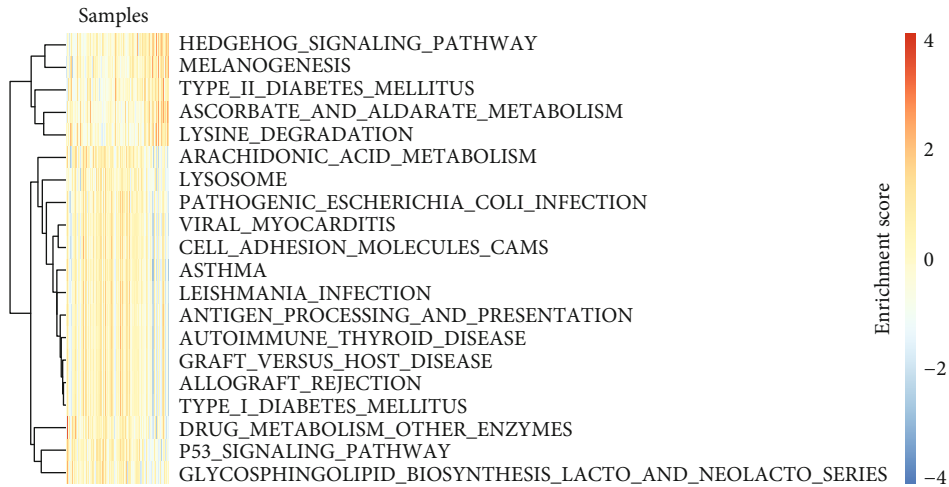 Samples
HEDGEHOG_SIGNALING_PATHWAY
MELANOGENESIS
TYPE_II_DIABETES_MELLITUS
ASCORBATE_AND_ALDARATE_METABOLISM
LYSINE_DEGRADATION
ARACHIDONIC_ACID_METABOLISM
LYSOSOME
PATHOGENIC_ESCHERICHIA_COLI_INFECTION
VIRAL_MYOCARDITIS
CELL_ADHESION_MOLECULES_CAMS
ASTHMA
LEISHMANIA_INFECTION
ANTIGEN_PROCESSING_AND_PRESENTATION
AUTOIMMUNE_THYROID_DISEASE
GRAFT_VERSUS_HOST_DISEASE
ALLOGRAFT_REJECTION
TYPE_I_DIABETES_MELLITUS
DRUG_METABOLISM_OTHER_ENZYMES
P53_SIGNALING_PATHWAY
GLYCOSPHINGOLIPID_BIOSYNTHESIS_LACTO_AND_NEOLACTO_SERIES
Enrichment score
4
2
0
−2
−4